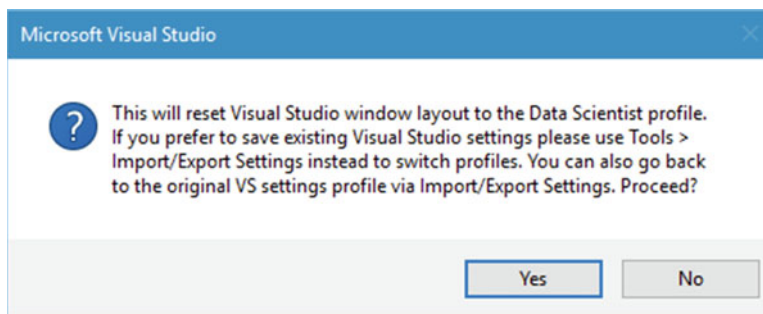 Microsoft Visual Studio
This will reset Visual Studio window layout to the Data Scientist profile.
If you prefer to save existing Visual Studio settings please use Tools >
Import/Export Settings instead to switch profiles. You can also go back
to the original VS settings profile via Import/Export Settings. Proceed?
Yes
No